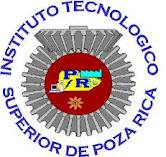 INSTITUTO TECNOLOGICO
SUPERIOR DE POZA RICA
P R